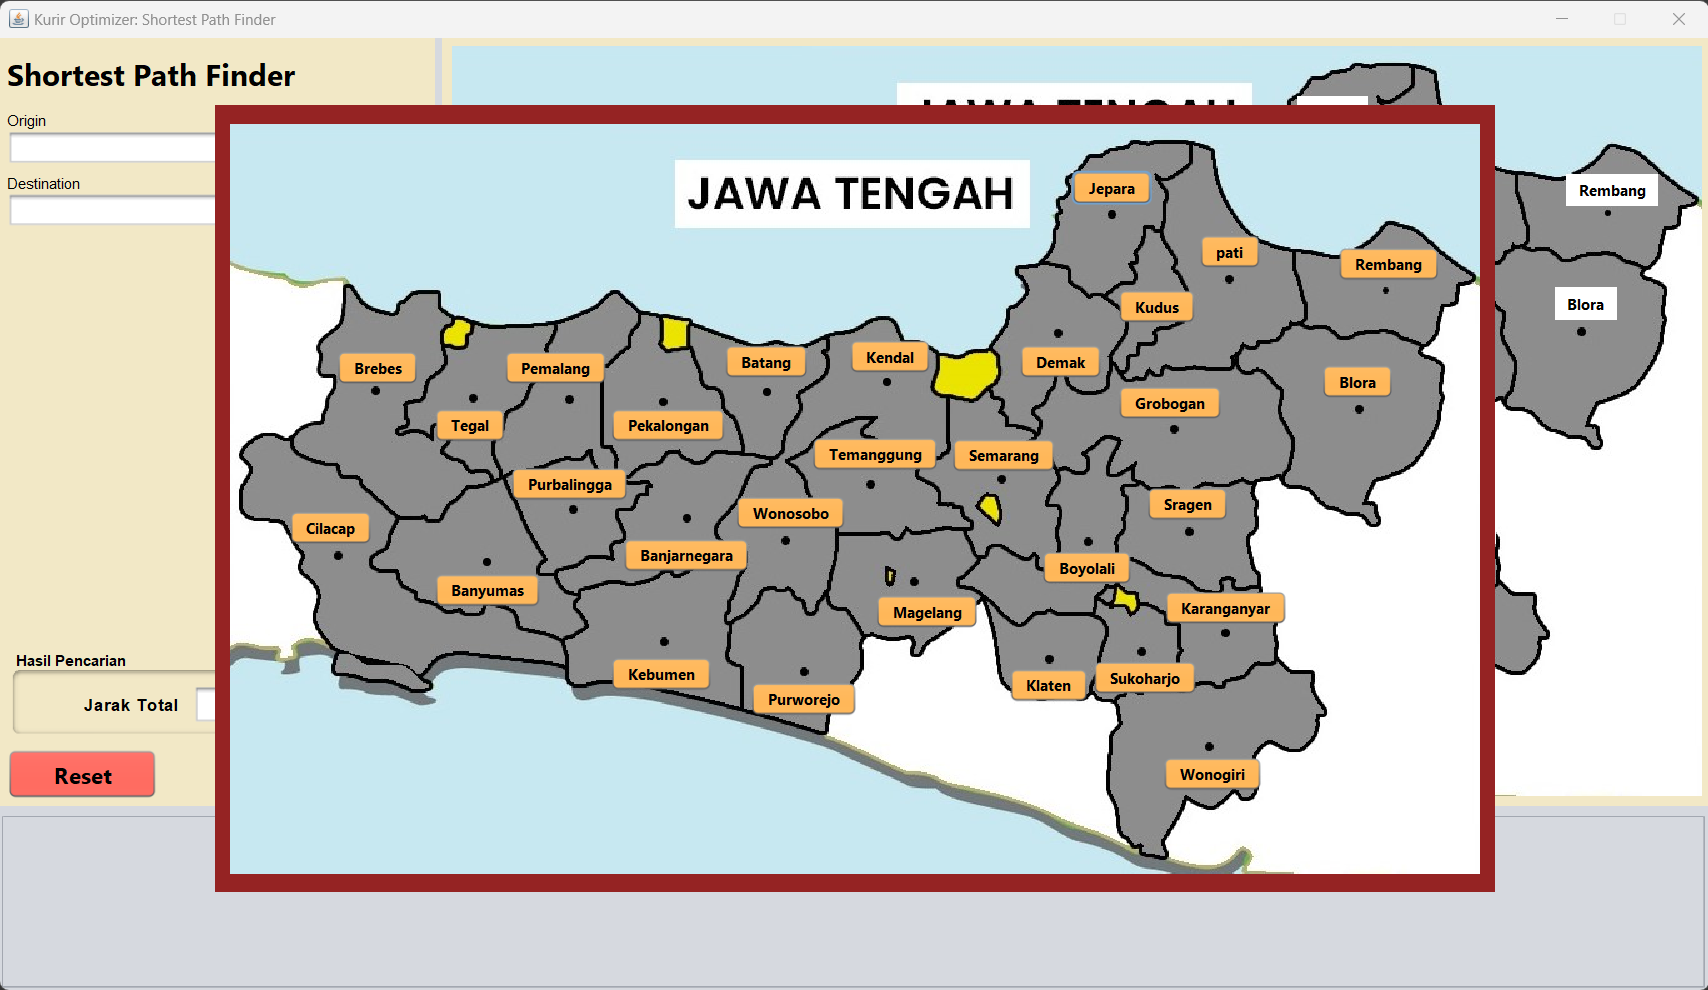 Kurir Optimizer: Shortest Path Finder
Shortest Path Finder
Origin
Destination
Hasil Pencarian
Jarak Total
Reset
JAWA TENGAH
JAWA TENGAH
Jepara
pati
Rembang
Kudus
Brebes
Pemalang
Batang
Kendal
Demak
Blora
Grobogan
Tegal
Pekalongan
Temanggung
Semarang
Purbalingga
Wonosobo
Sragen
Cilacap
Banjarnegara
Boyolali
Banyumas
Magelang
Karanganyar
Kebumen
Purworejo
Klaten
Sukoharjo
Wonogiri
Rembang
Blora